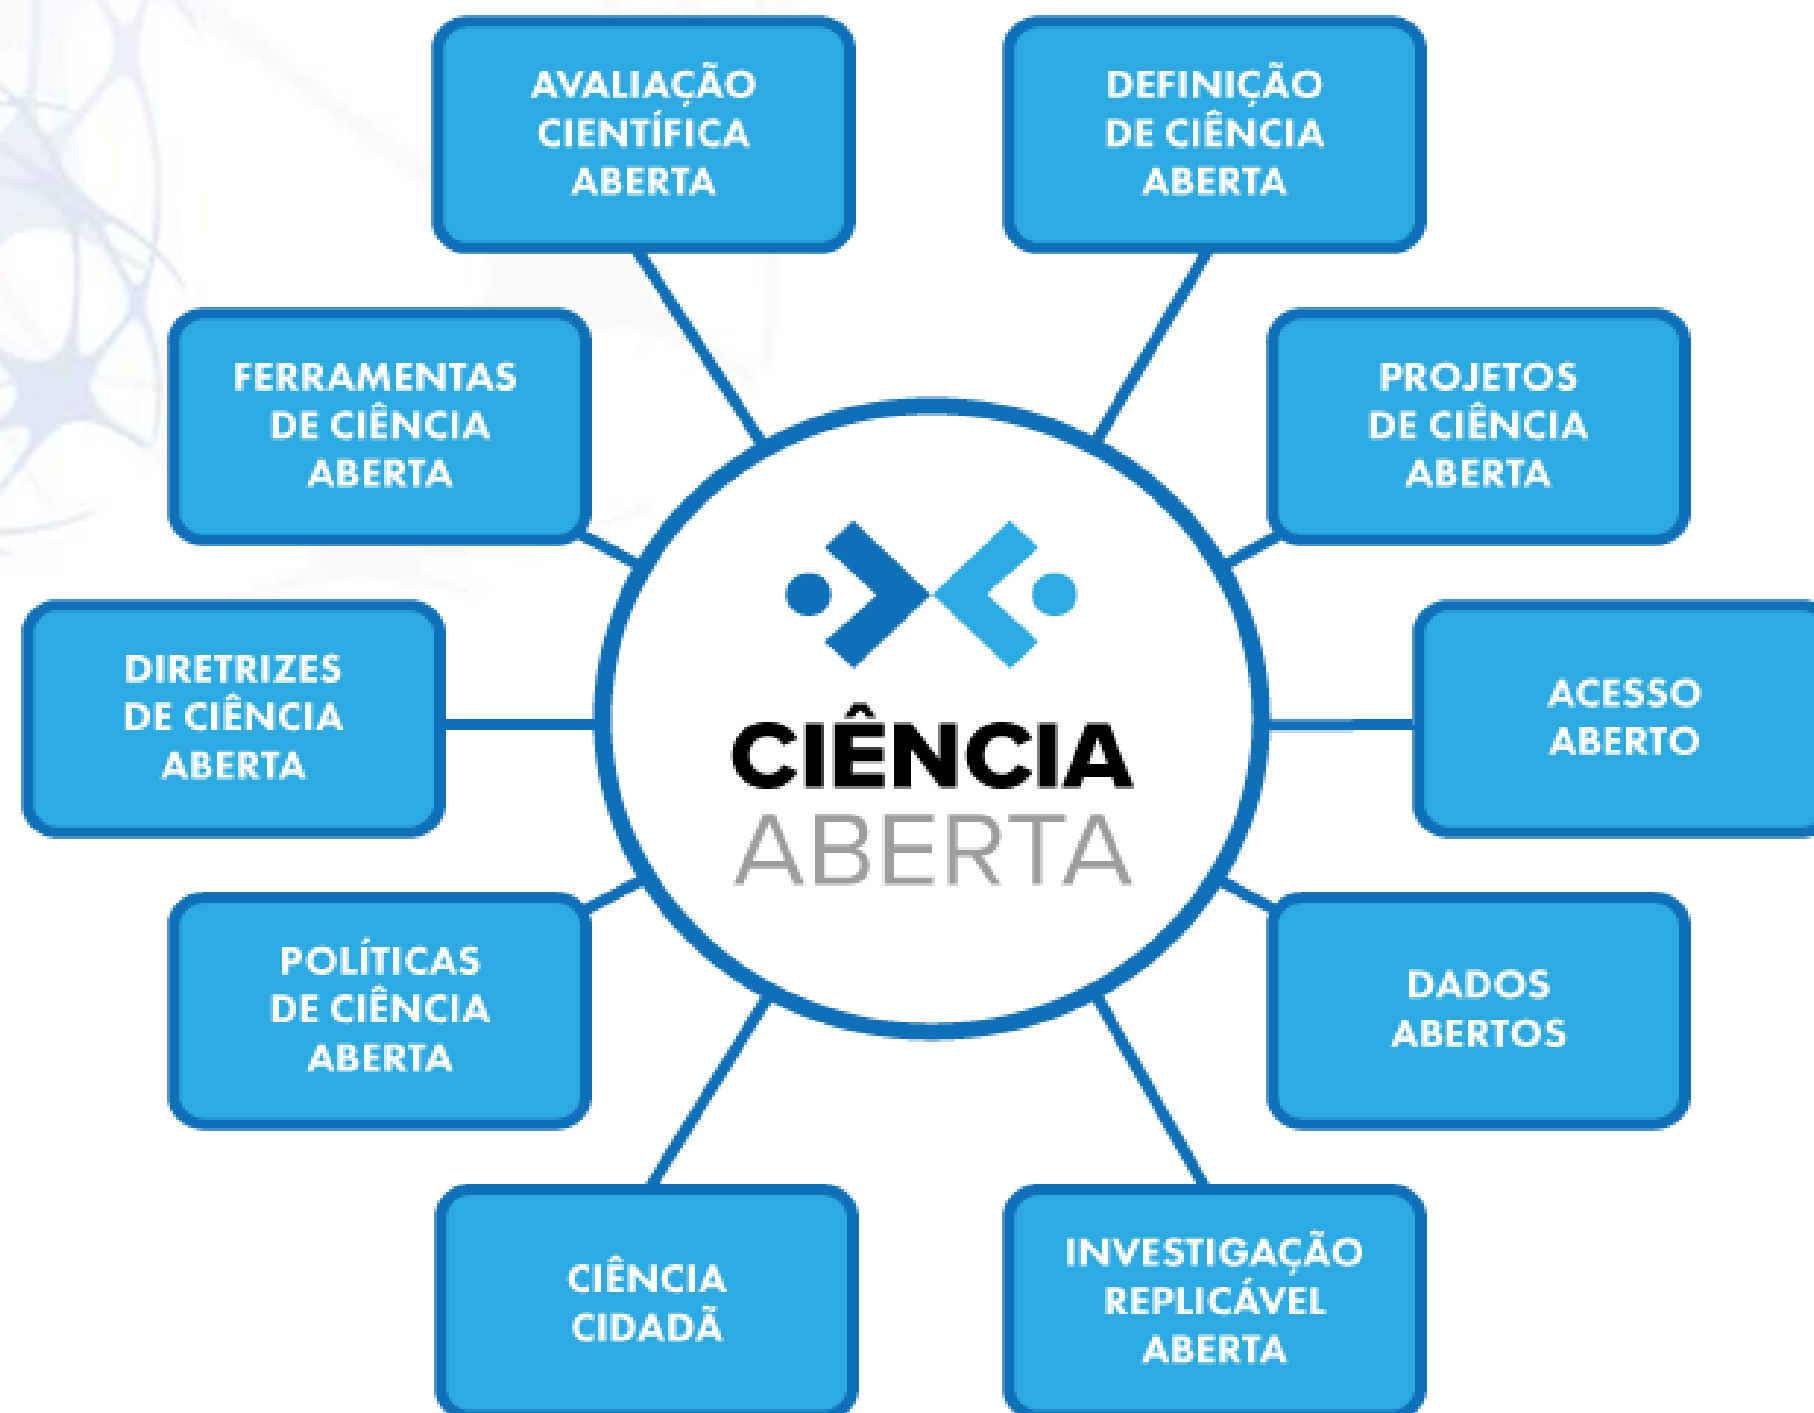 AVALIAÇÃO
CIENTÍFICA
ABERTA
DEFINIÇÃO
DE CIÊNCIA
ABERTA
FERRAMENTAS
DE CIÊNCIA
ABERTA
PROJETOS
DE CIÊNCIA
ABERTA
DIRETRIZES
DE CIÊNCIA
ABERTA
CIÊNCIA
ABERTA
ACESSO
ABERTO
POLÍTICAS
DE CIÊNCIA
ABERTA
DADOS
ABERTOS
CIÊNCIA
CIDADÃ
INVESTIGAÇÃO
REPLICÁVEL
ABERTA